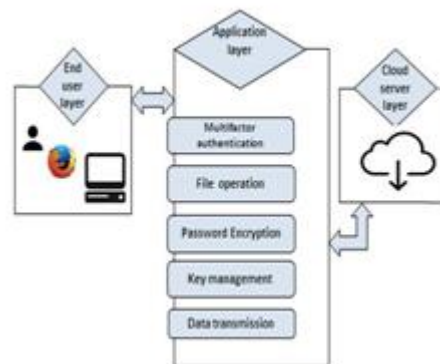 Application
layer
End
user
layer
Cloud
server
layer
Multifactor
authentication
File operation
Password Encryption
Key management
Data transmission